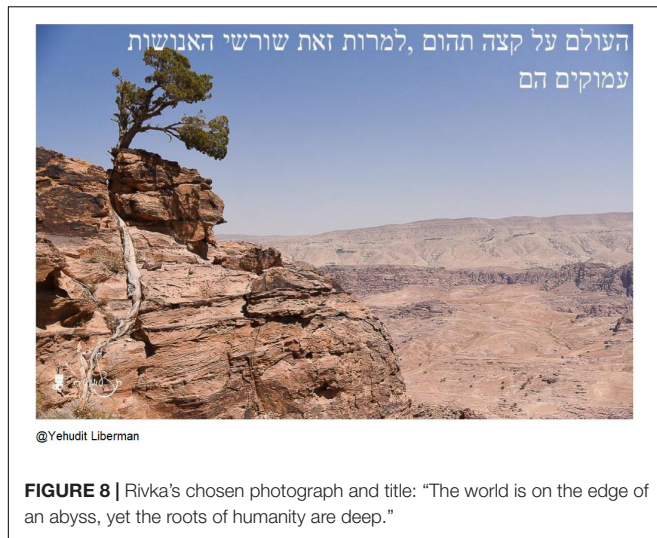 העולם על קצה תהום ,למרות זאת שורשי האנושות
עמוקים הם
@Yehudit Liberman
FIGURE 8 | Rivka’s chosen photograph and title: “The world is on the edge of
an abyss, yet the roots of humanity are deep.”